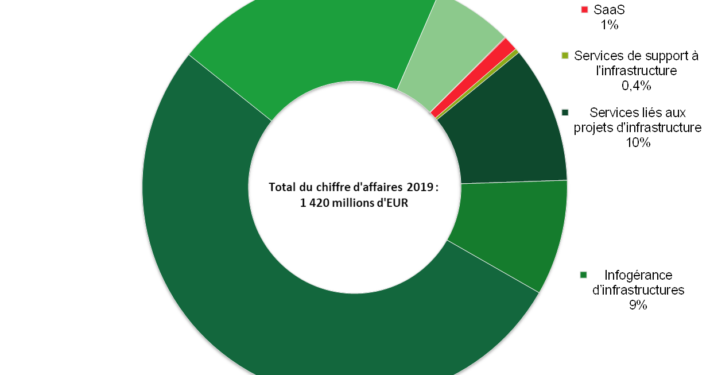 SaaS
1%
Services de support à
l'infrastructure
0,4%
Services liés aux
projets d'infrastructure
10%
Total du chiffre d'affaires 2019 :
1 420 millions d'EUR
Infogérance
d'infrastructures
9%